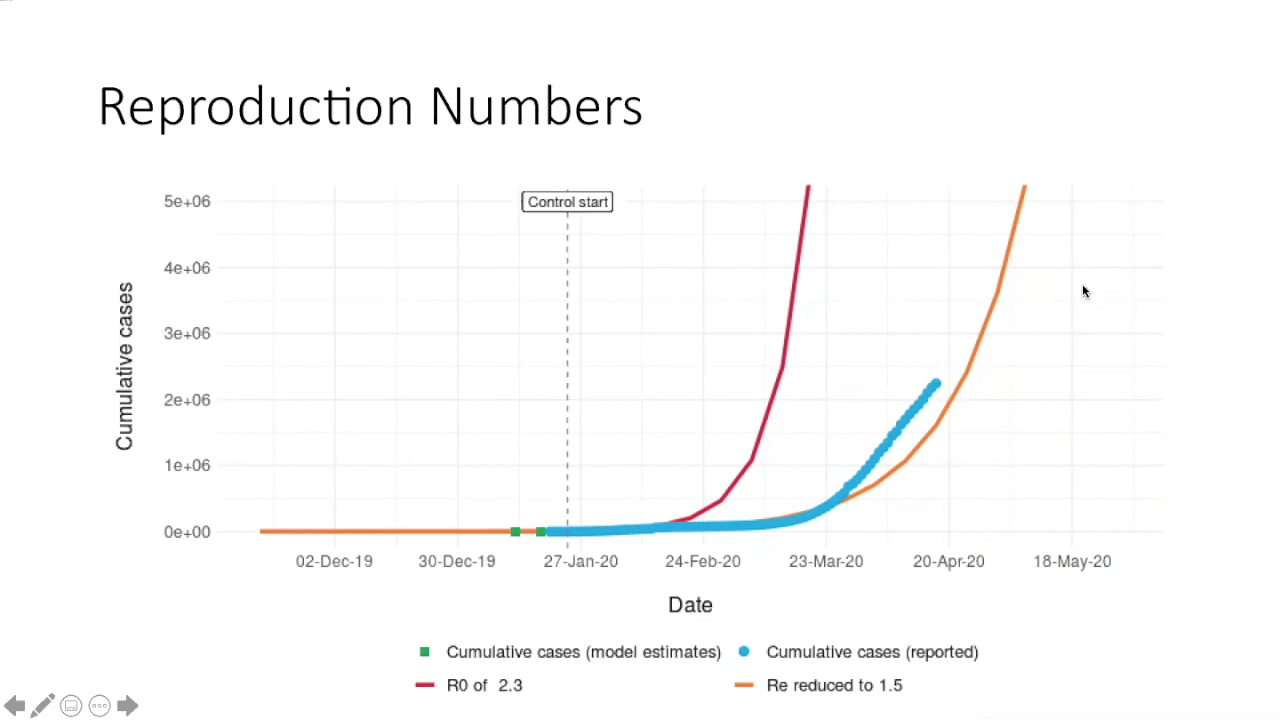 Reproduction Numbers
Control start
5e+06
4e+06
3e+06
2e+06
1e+06
0e+00
Cumulative cases
02-Dec-19 30-Dec-19 27-Jan-20 24-Feb-20 23-Mar-20 20-Apr-20 18-May-20
Date
Cumulative cases (model estimates) Cumulative cases (reported)
R0 of 2.3 Re reduced to 1.5